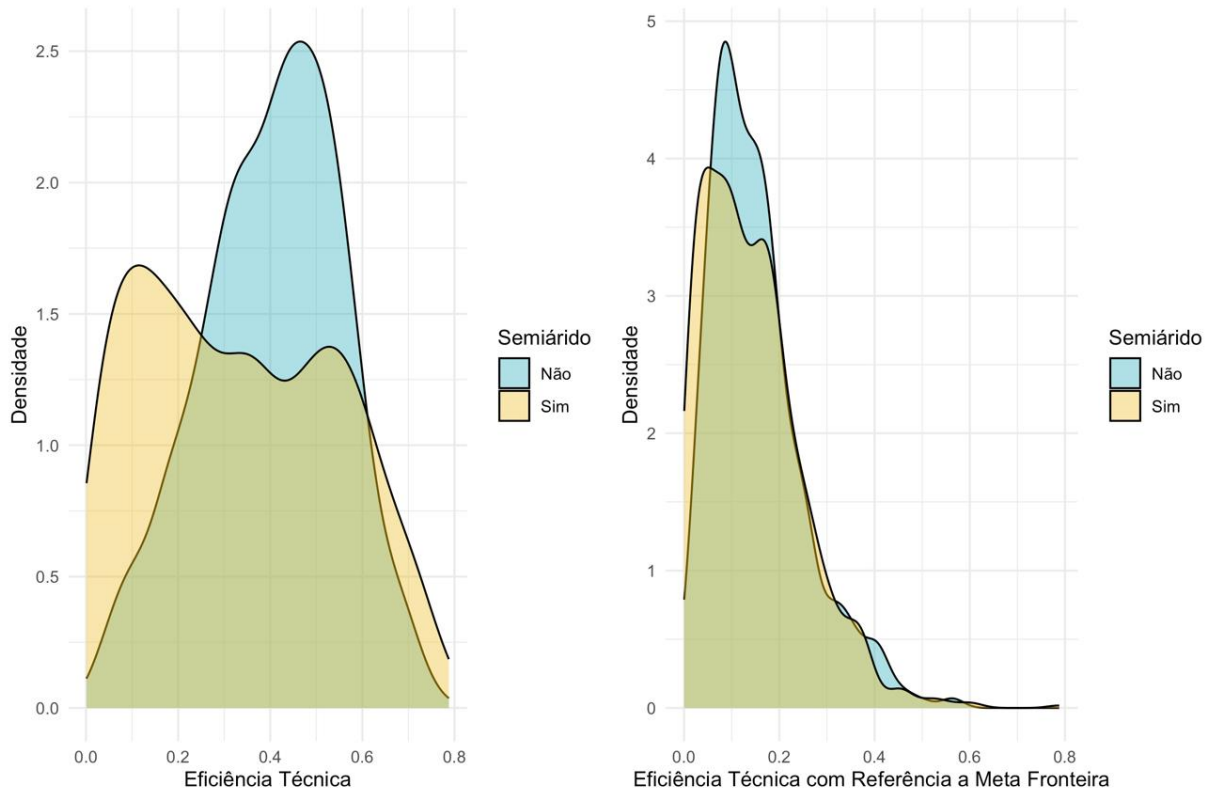 2.5
2.0
1.5
1.0
0.5
0.0
Densidade
0.0 0.2 0.4 0.6 0.8
Eficiência Técnica
Semiárido
Não
Sim
5
4
3
2
1
0
Densidade
0.0 0.2 0.4 0.6 0.8
Eficiência Técnica com Referência a Meta Fronteira
Semiárido
Não
Sim